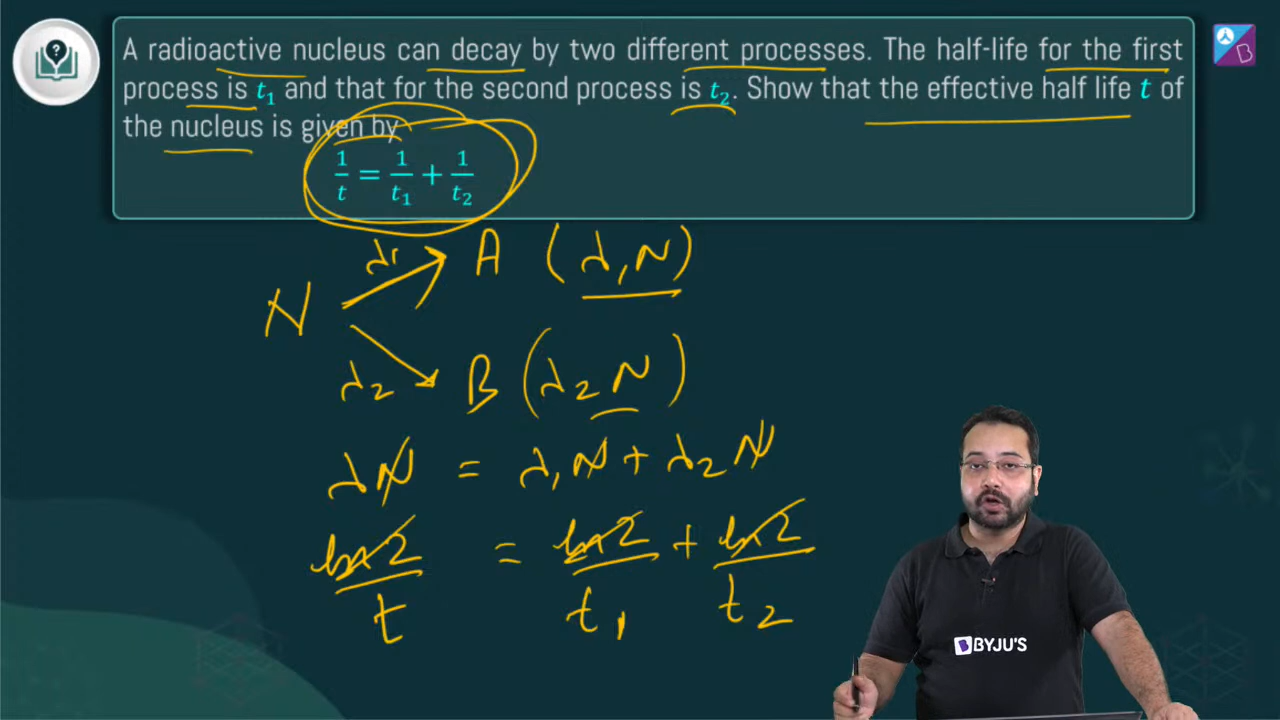 A radioactive nucleus can decay by two different processes. The half-life for the first
process is t₁ and that for the second process is t₂. Show that the effective half life t of
the nucleus is given by
1/t = 1/t₁ + 1/t₂
λ₁ A (λ₁N)
N
λ₂ B (λ₂N)
λN = λ₁N + λ₂N
ln2/t = ln2/t₁ + ln2/t₂
BYJU'S
B
?